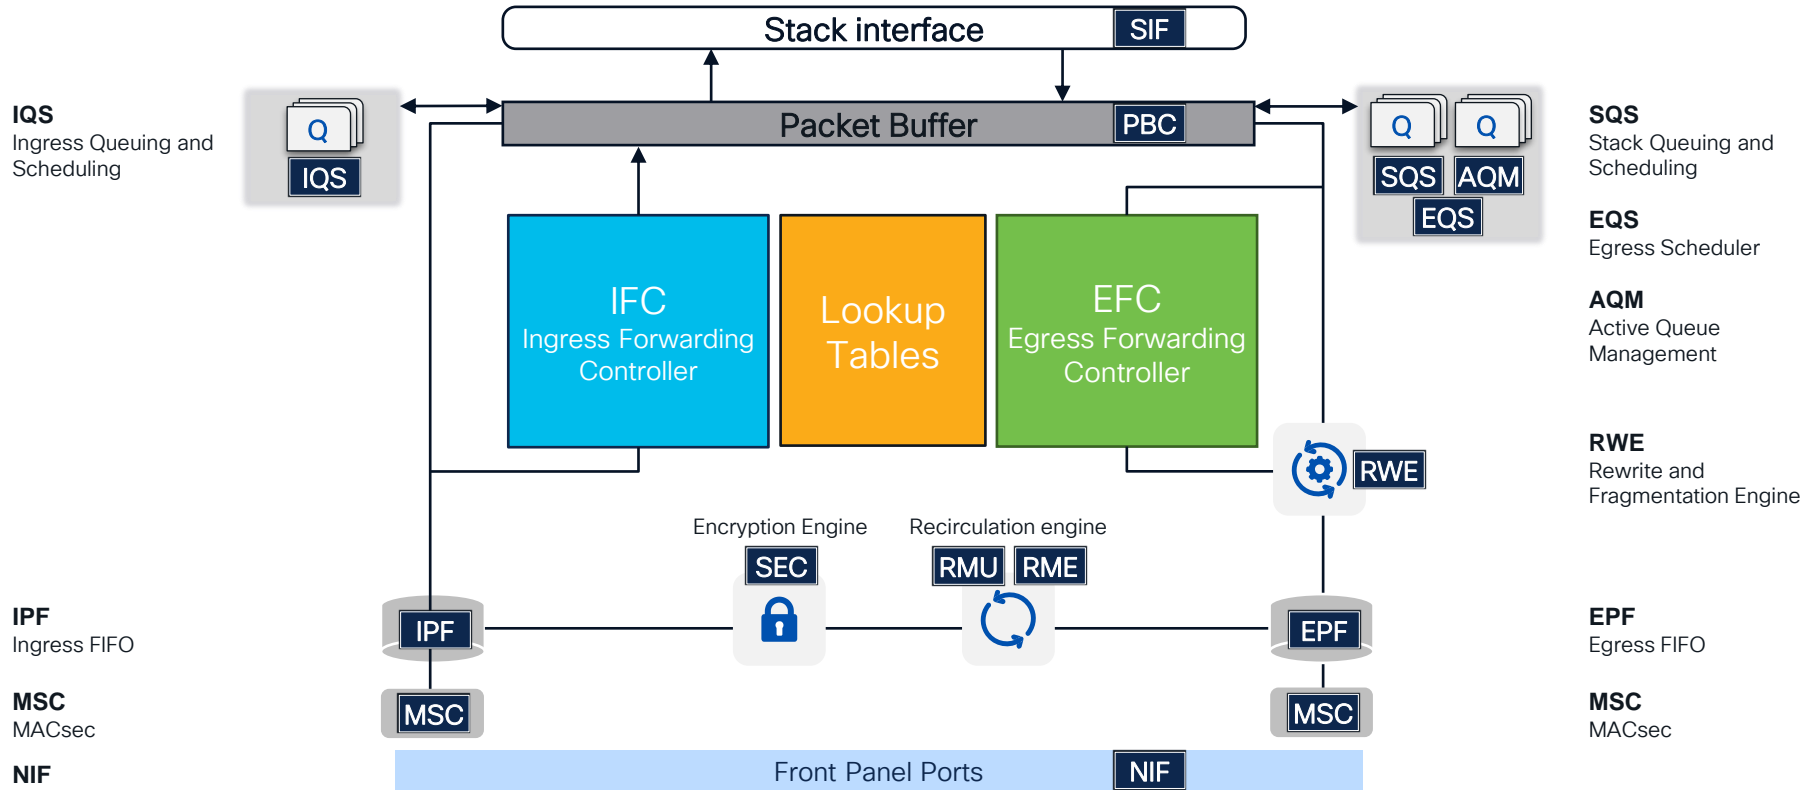 Stack interface
SIF
IQS
Ingress Queuing and
Scheduling
Q
IQS
Packet Buffer
PBC
Q
Q
SQS
AQM
EQS
SQS
Stack Queuing and
Scheduling
EQS
Egress Scheduler
AQM
Active Queue
Management
IFC
Ingress Forwarding
Controller
Lookup
Tables
EFC
Egress Forwarding
Controller
RWE
RWE
Rewrite and
Fragmentation Engine
Encryption Engine
SEC
Recirculation engine
RMU
RME
IPF
Ingress FIFO
IPF
EPF
EPF
Egress FIFO
MSC
MACsec
MSC
MSC
MSC
MACsec
NIF
Front Panel Ports
NIF